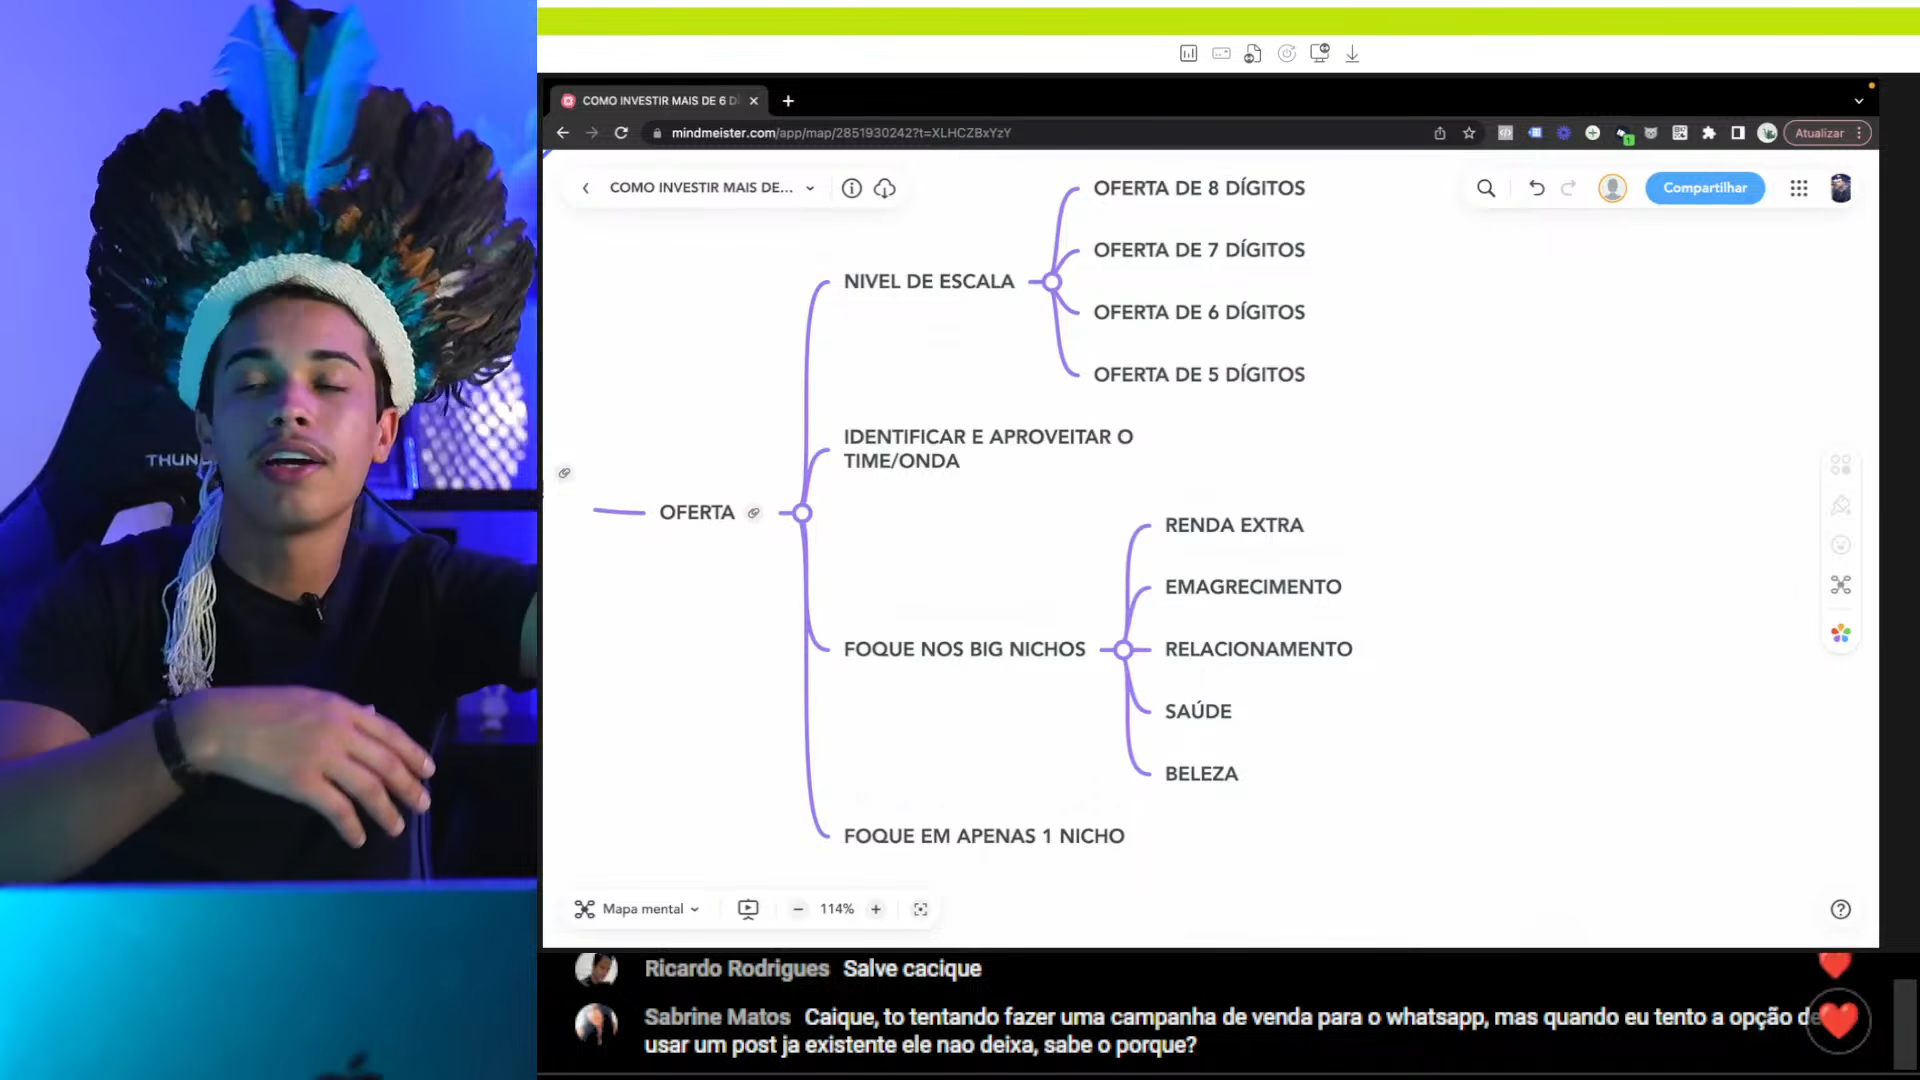 COMO INVESTIR MAIS DE 6 D
mindmeister.com/app/map/2851930242?t=XLHCZBxYzY
Atualizar
COMO INVESTIR MAIS DE...
Compartilhar
OFERTA DE 8 DÍGITOS
OFERTA DE 7 DÍGITOS
NIVEL DE ESCALA
OFERTA DE 6 DÍGITOS
OFERTA DE 5 DÍGITOS
IDENTIFICAR E APROVEITAR O
TIME/ONDA
THUN
OFERTA
RENDA EXTRA
EMAGRECIMENTO
FOQUE NOS BIG NICHOS
RELACIONAMENTO
SAÚDE
BELEZA
FOQUE EM APENAS 1 NICHO
Mapa mental
114%
Ricardo Rodrigues Salve cacique
Sabrine Matos Caique, to tentando fazer uma campanha de venda para o whatsapp, mas quando eu tento a opção de
usar um post ja existente ele nao deixa, sabe o porque?